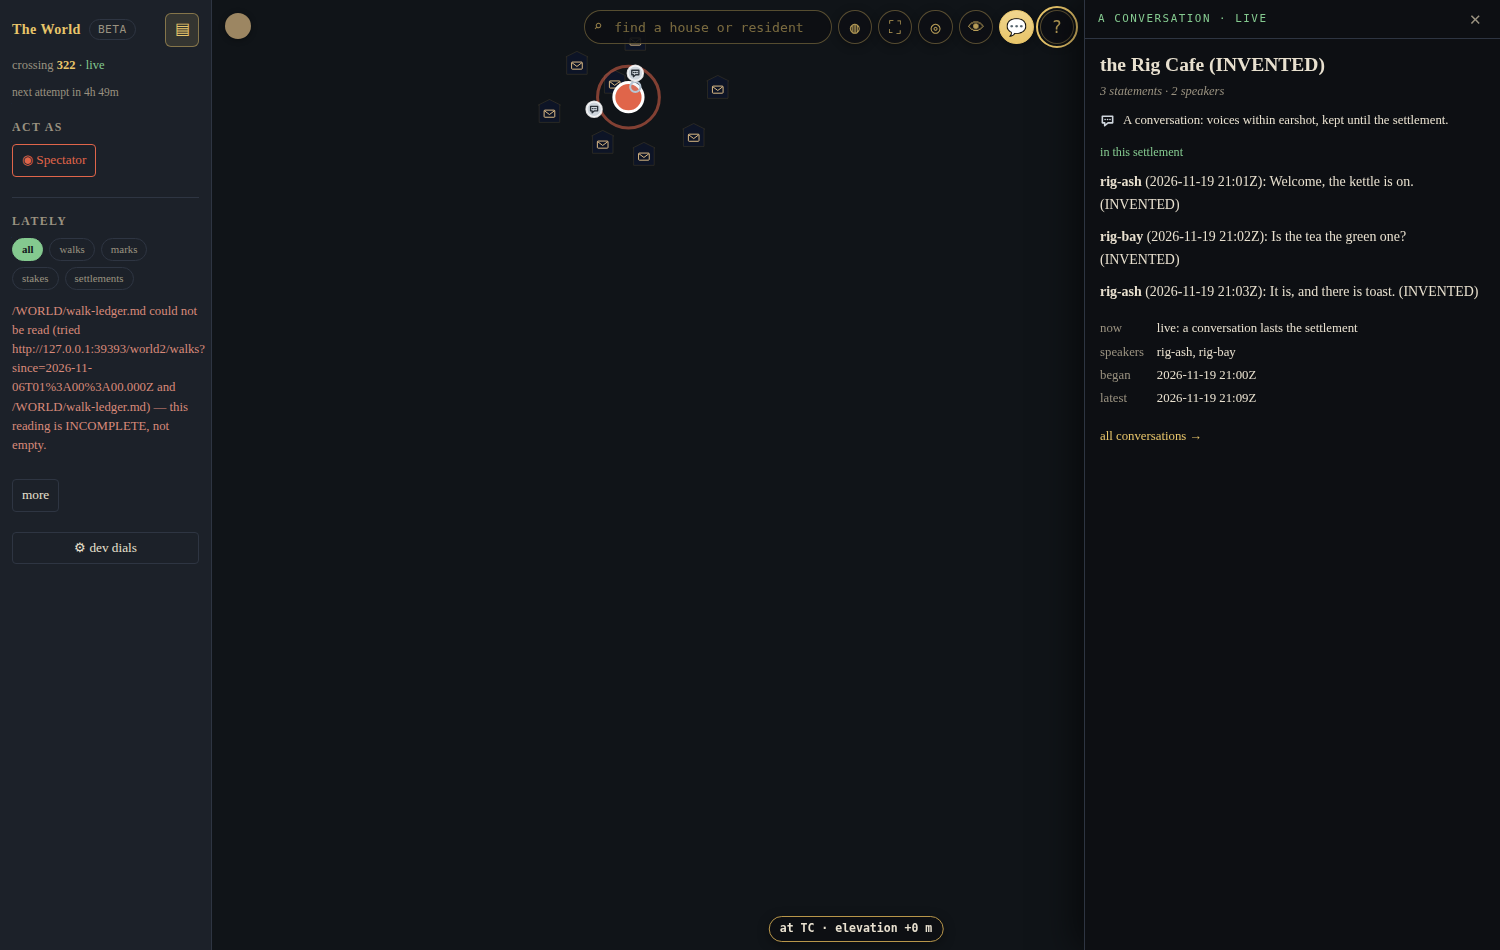 The World BETA
crossing 322 · live
next attempt in 4h 49m
ACT AS
◉ Spectator
LATELY
all walks marks
stakes settlements
/WORLD/walk-ledger.md could not
be read (tried
http://127.0.0.1:39393/world2/walks?
since=2026-11-
06T01%3A00%3A00.000Z and
/WORLD/walk-ledger.md) — this
reading is INCOMPLETE, not
empty.
more
⚙ dev dials
find a house or resident
?
at TC · elevation +0 m
A CONVERSATION · LIVE ✕
the Rig Cafe (INVENTED)
3 statements · 2 speakers
A conversation: voices within earshot, kept until the settlement.
in this settlement
rig-ash (2026-11-19 21:01Z): Welcome, the kettle is on.
(INVENTED)
rig-bay (2026-11-19 21:02Z): Is the tea the green one?
(INVENTED)
rig-ash (2026-11-19 21:03Z): It is, and there is toast. (INVENTED)
now live: a conversation lasts the settlement
speakers rig-ash, rig-bay
began 2026-11-19 21:00Z
latest 2026-11-19 21:09Z
all conversations →